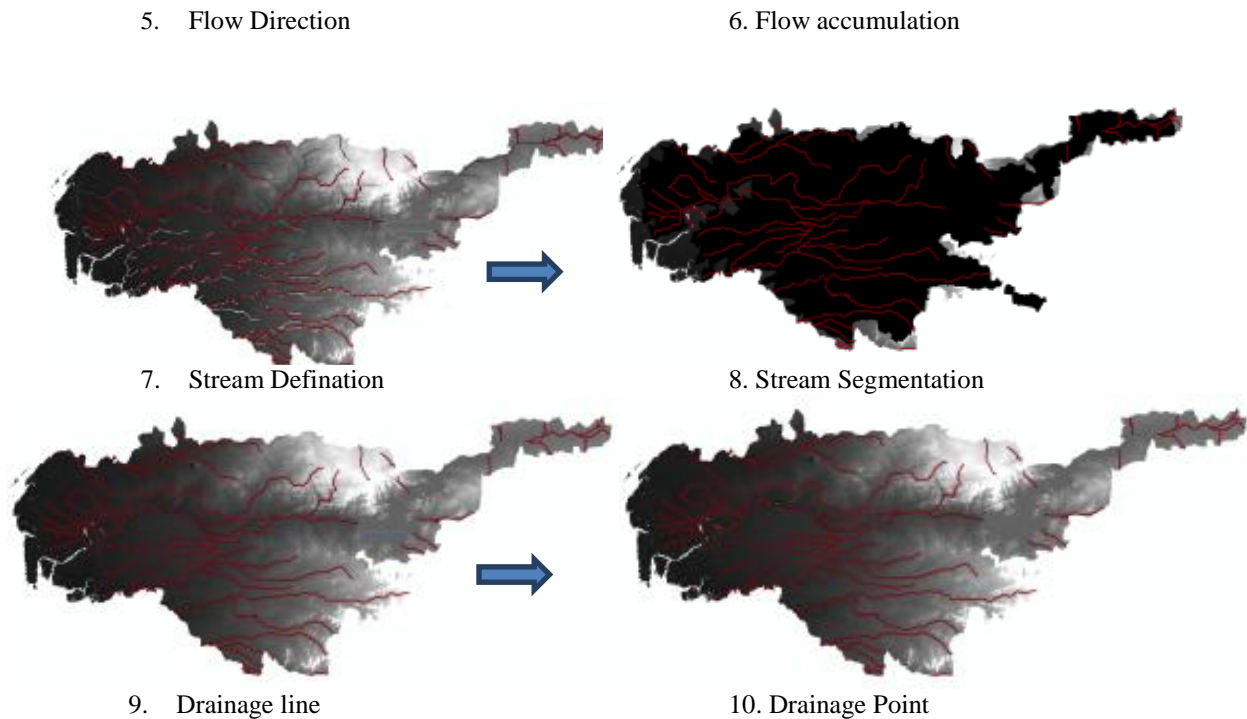 5. Flow Direction
6. Flow accumulation
7. Stream Defination
8. Stream Segmentation
9. Drainage line
10. Drainage Point